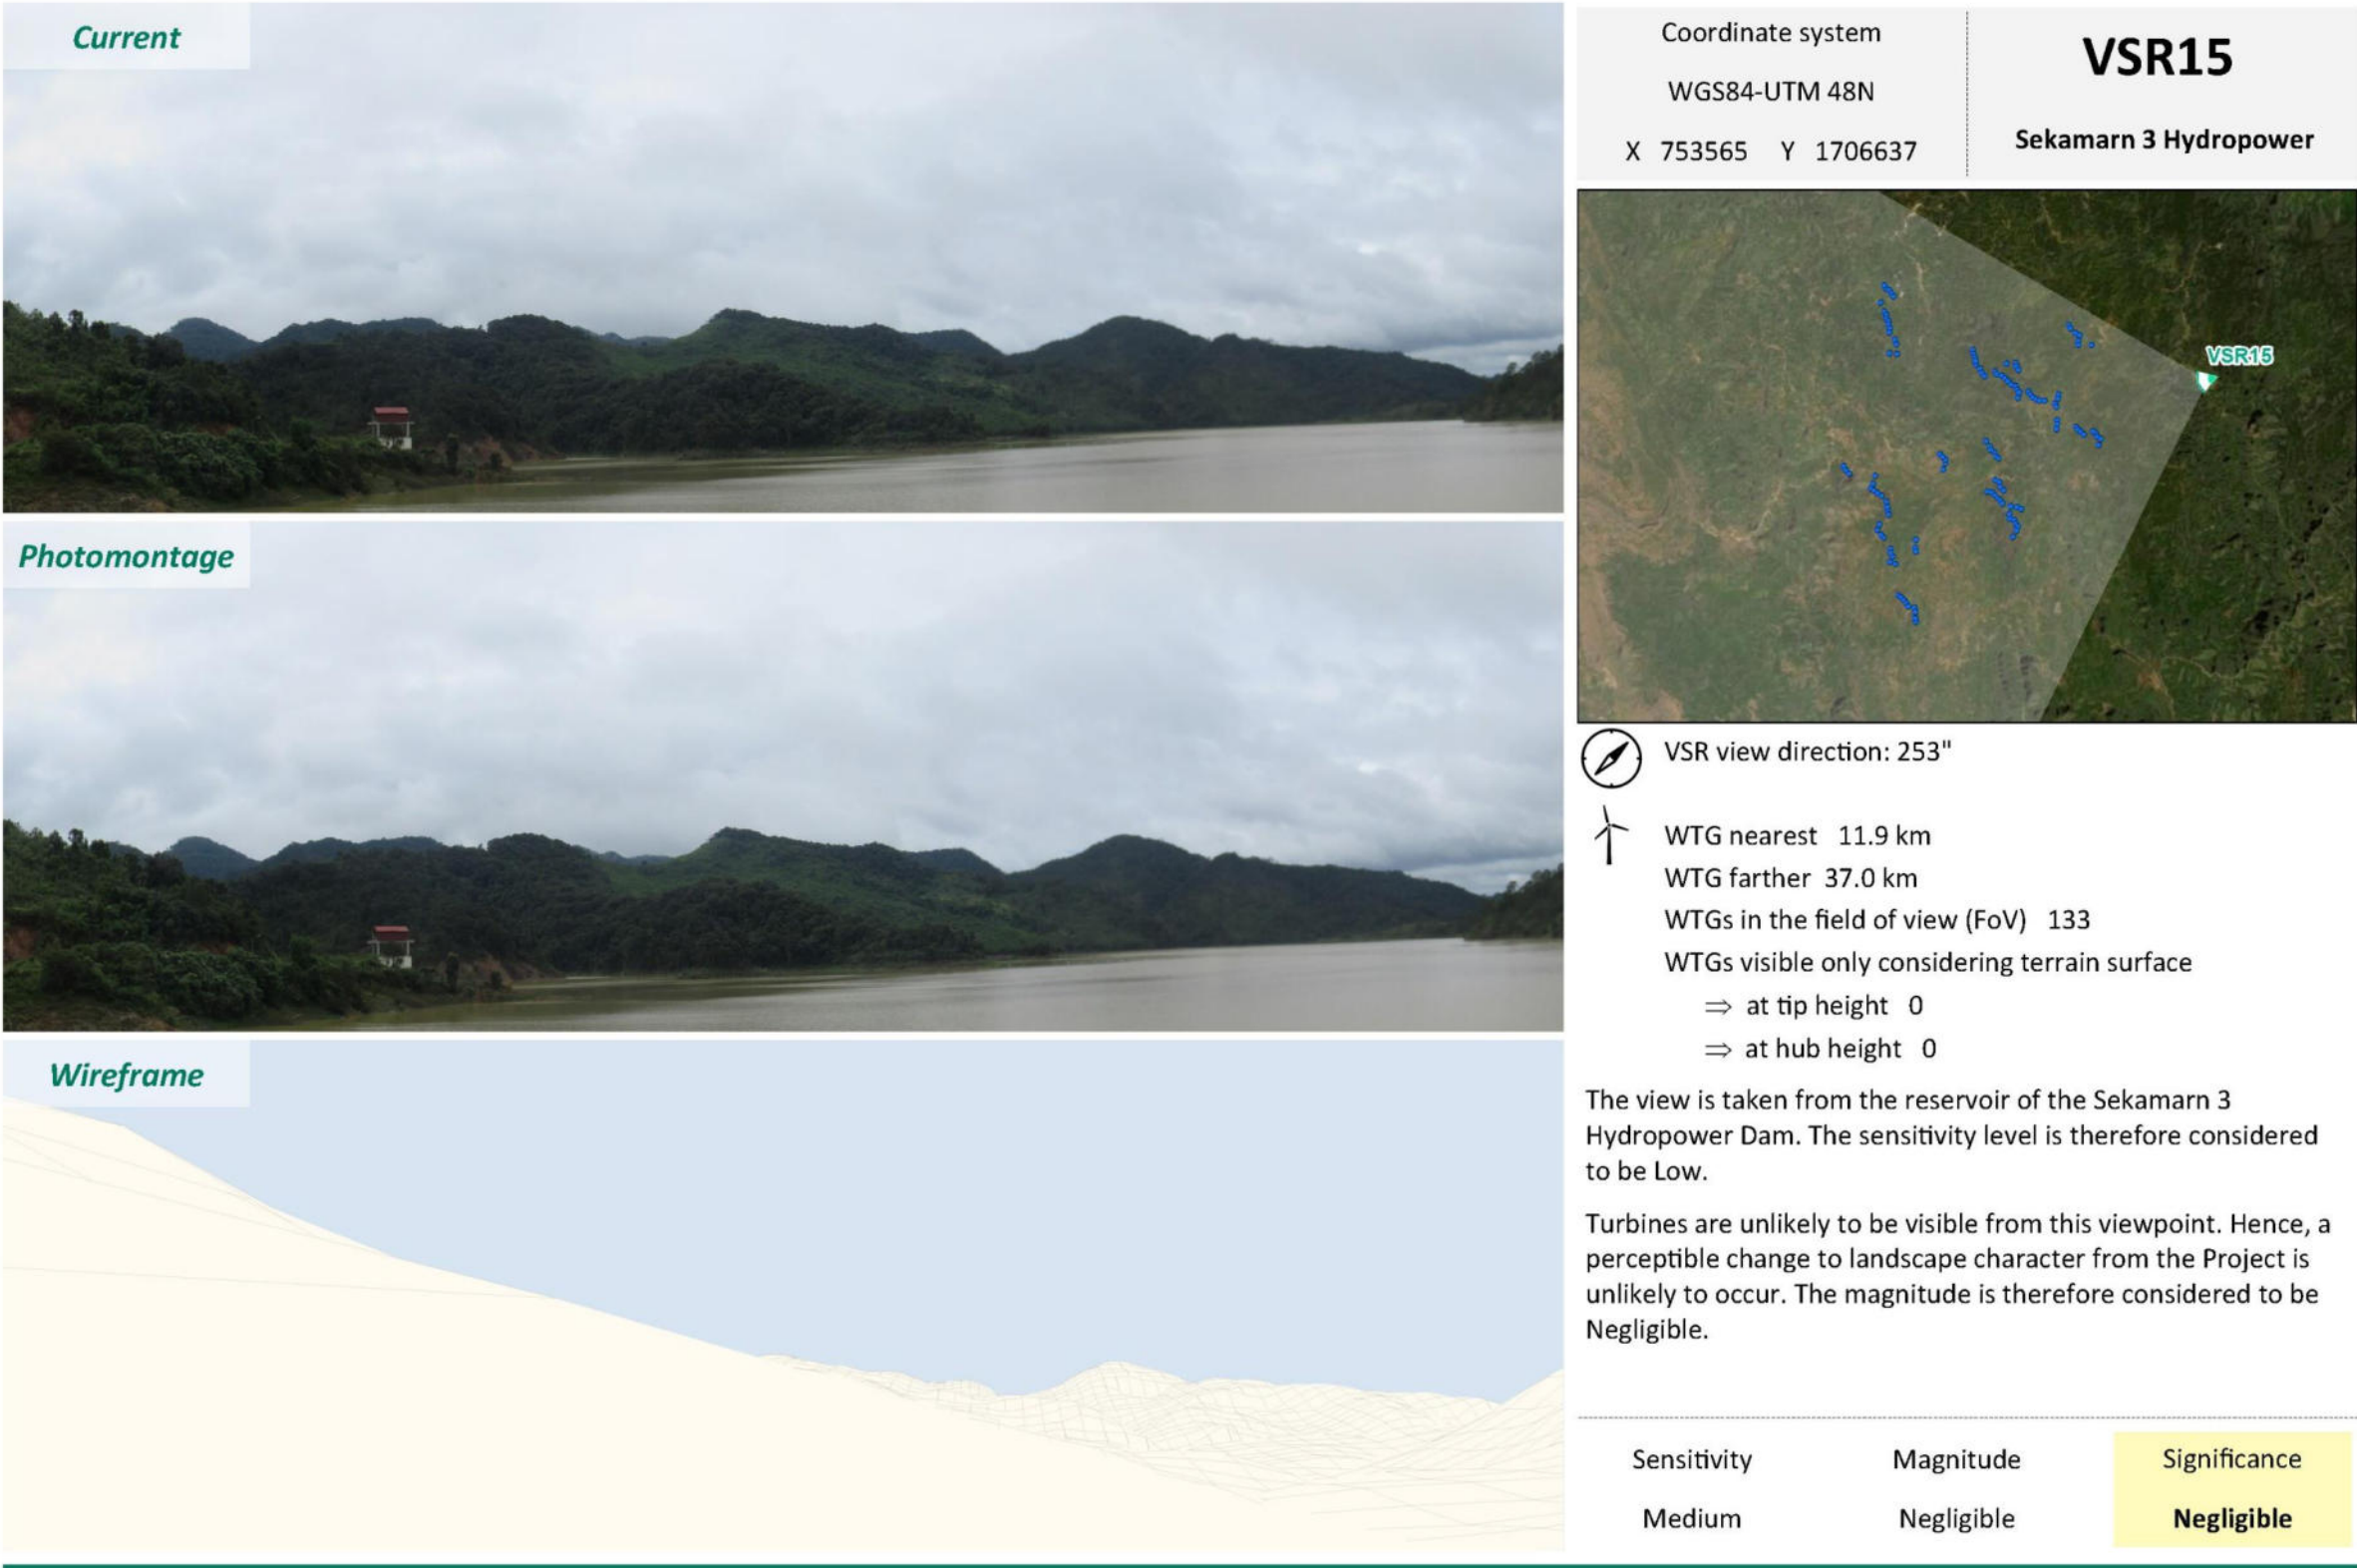 Current
Photomontage
Wireframe
Coordinate system
WGS84-UTM 48N
X 753565 Y 1706637
VSR15
Sekamarn 3 Hydropower
VSR15
VSR view direction: 253"
WTG nearest 11.9 km
WTG farther 37.0 km
WTGs in the field of view (FoV) 133
WTGs visible only considering terrain surface
⇒ at tip height 0
⇒ at hub height 0
The view is taken from the reservoir of the Sekamarn 3
Hydropower Dam. The sensitivity level is therefore considered
to be Low.
Turbines are unlikely to be visible from this viewpoint. Hence, a
perceptible change to landscape character from the Project is
unlikely to occur. The magnitude is therefore considered to be
Negligible.
Sensitivity Magnitude Significance
Medium Negligible Negligible